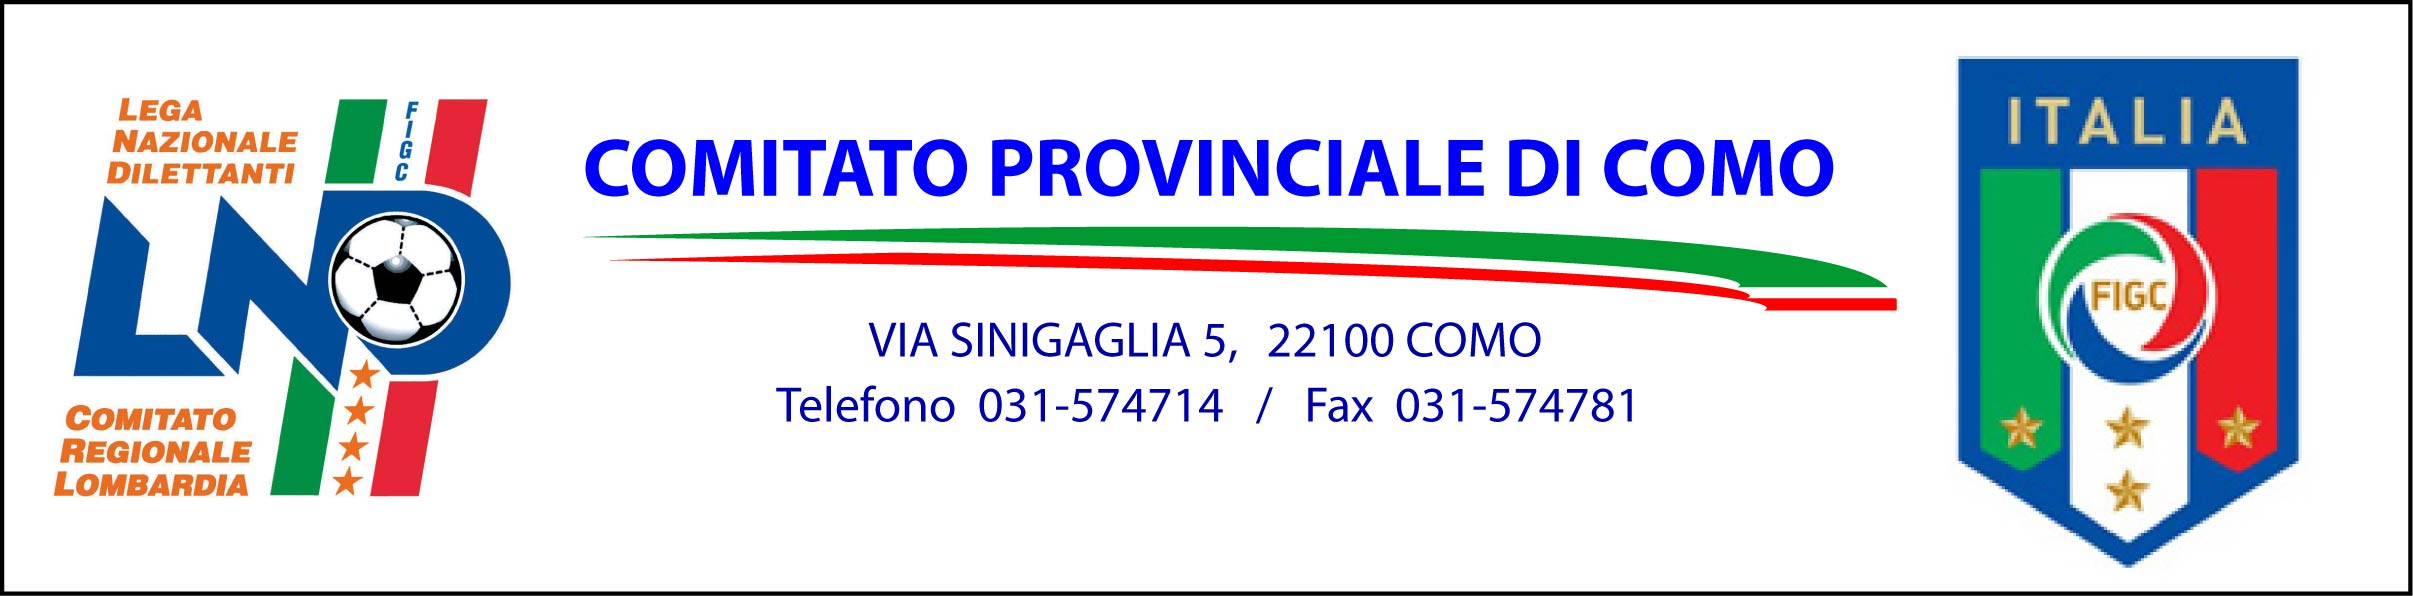 LEGA
NAZIONALE
DILETTANTI
FIGC
LND
COMITATO
REGIONALE
LOMBARDIA
COMITATO PROVINCIALE DI COMO
VIA SINIGAGLIA 5, 22100 COMO
Telefono 031-574714 / Fax 031-574781
ITALIA
FIGC